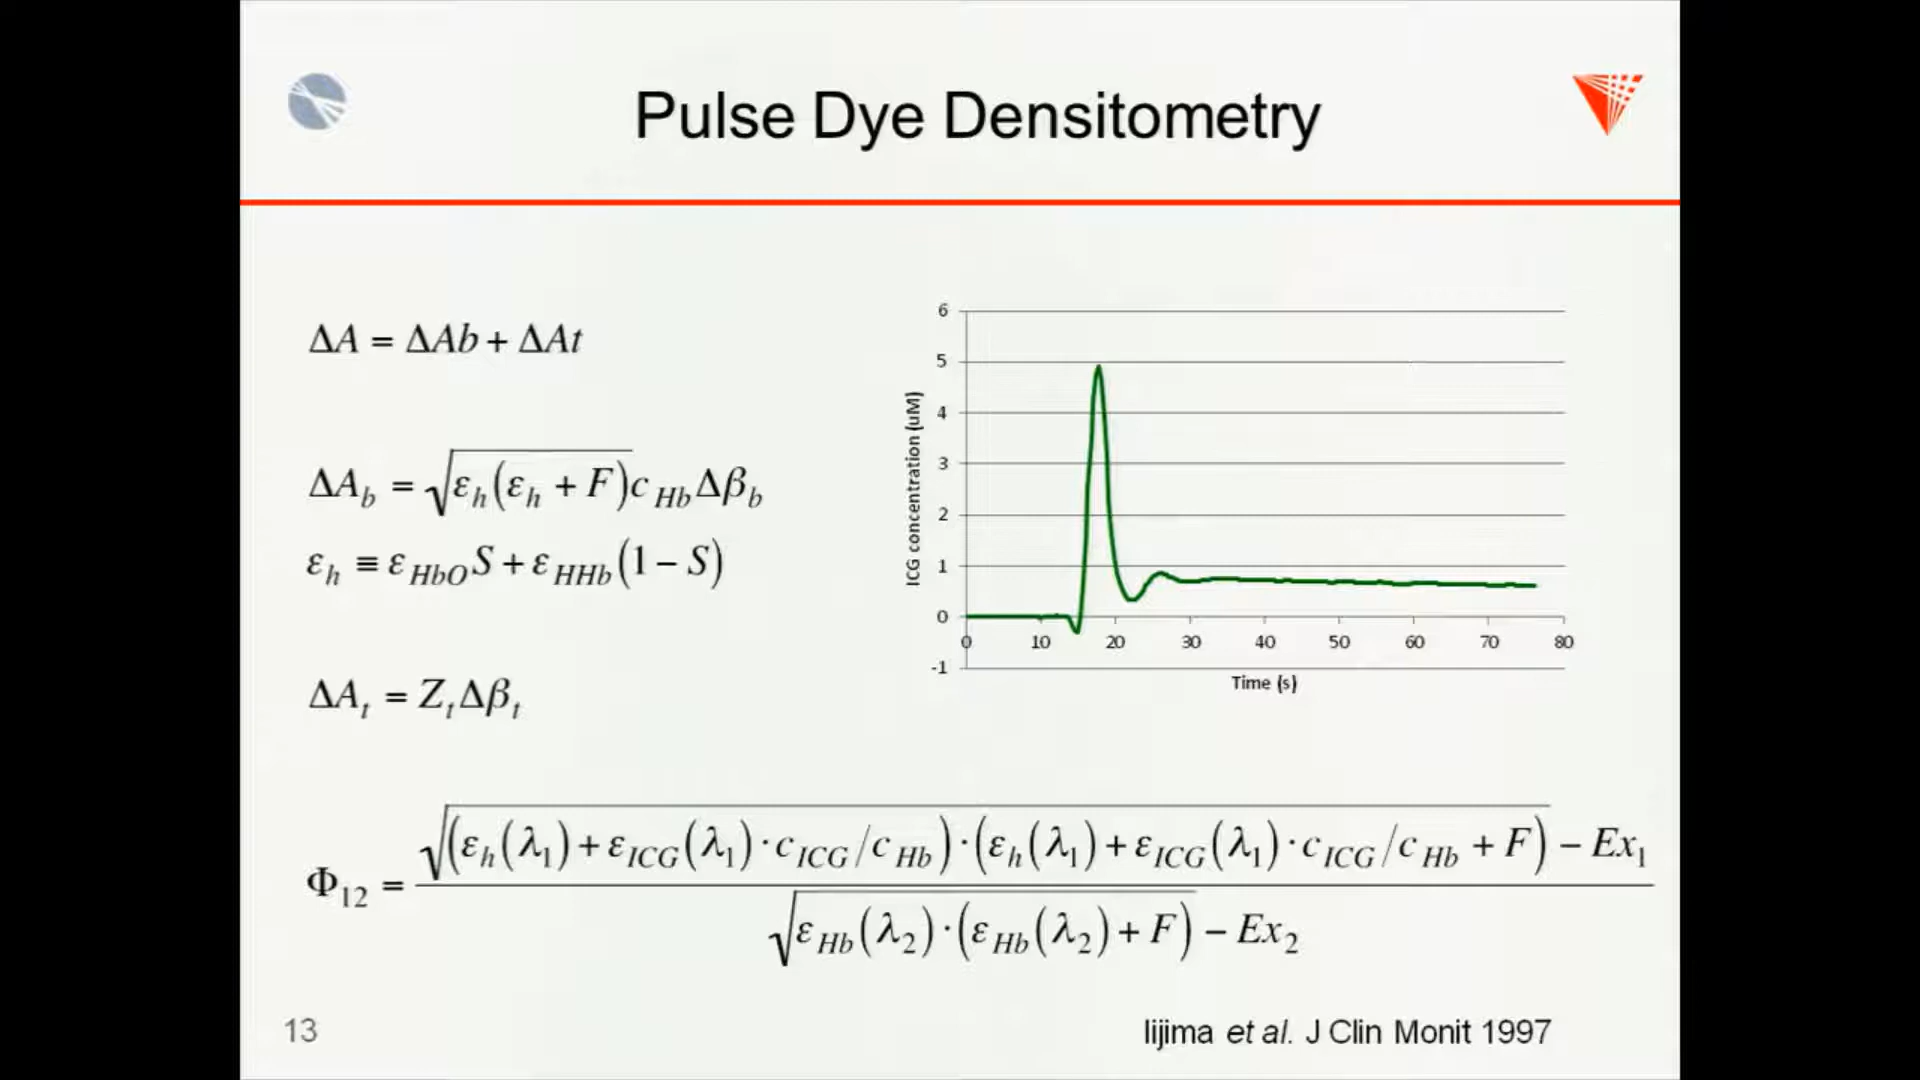 Pulse Dye Densitometry
ΔA = ΔAb + ΔAt
ΔA_b = √(ε_h(ε_h + F)) c_Hb Δβ_b
ε_h ≡ ε_HbO S + ε_HHb (1 − S)
ΔA_t = Z_t Δβ_t
6
5
4
3
2
1
0
-1
ICG concentration (uM)
0 10 20 30 40 50 60 70 80
Time (s)
Φ_12 = (√((ε_h(λ_1) + ε_ICG(λ_1) · c_ICG / c_Hb) · (ε_h(λ_1) + ε_ICG(λ_1) · c_ICG / c_Hb + F)) − Ex_1) / (√(ε_Hb(λ_2) · (ε_Hb(λ_2) + F)) − Ex_2)
13
Iijima et al. J Clin Monit 1997